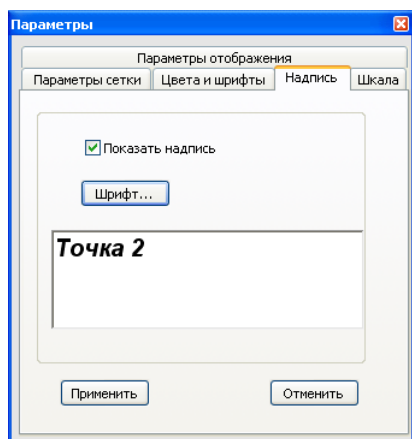 Параметры
Параметры отображения
Параметры сетки Цвета и шрифты Надпись Шкала
Показать надпись
Шрифт...
Точка 2
Применить Отменить